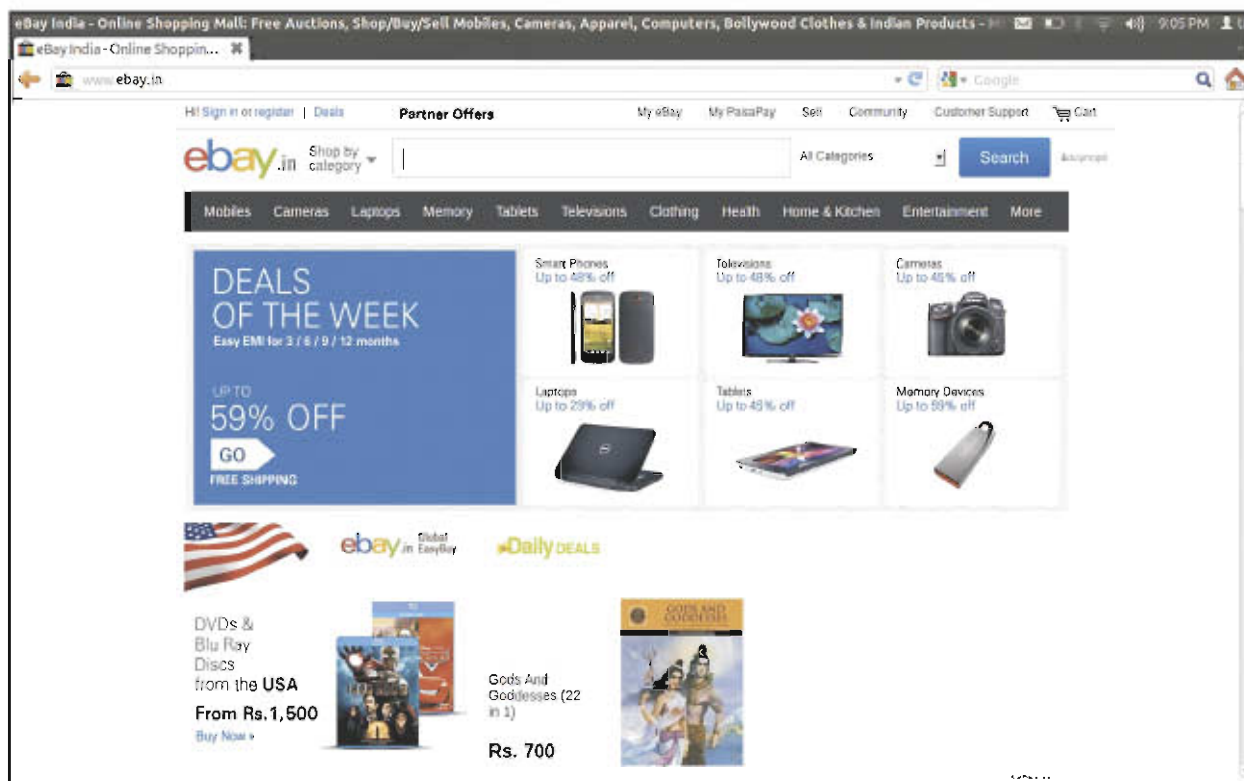 eBay India - Online Shopping Mall: Free Auctions, Shop/Buy/Sell Mobiles, Cameras, Apparel, Computers, Bollywood Clothes & Indian Products - 9:05 PM
eBay India - Online Shoppin...
www.ebay.in Google
Hi! Sign in or register | Deals Partner Offers My eBay My PaisaPay Sell Community Customer Support Cart
ebay.in Shop by category All Categories Search Advanced
Mobiles Cameras Laptops Memory Tablets Televisions Clothing Health Home & Kitchen Entertainment More
DEALS
OF THE WEEK
Easy EMI for 3 / 6 / 9 / 12 months
UP TO
59% OFF
GO
FREE SHIPPING
Smart Phones
Up to 48% off
Televisions
Up to 48% off
Cameras
Up to 45% off
Laptops
Up to 29% off
Tablets
Up to 45% off
Memory Devices
Up to 59% off
ebay.in Global EasyBuy
Daily DEALS
DVDs &
Blu Ray
Discs
from the USA
From Rs.1,500
Buy Now »
Gods And
Goddesses (22
in 1)
Rs. 700
GODS AND
GODDESSES